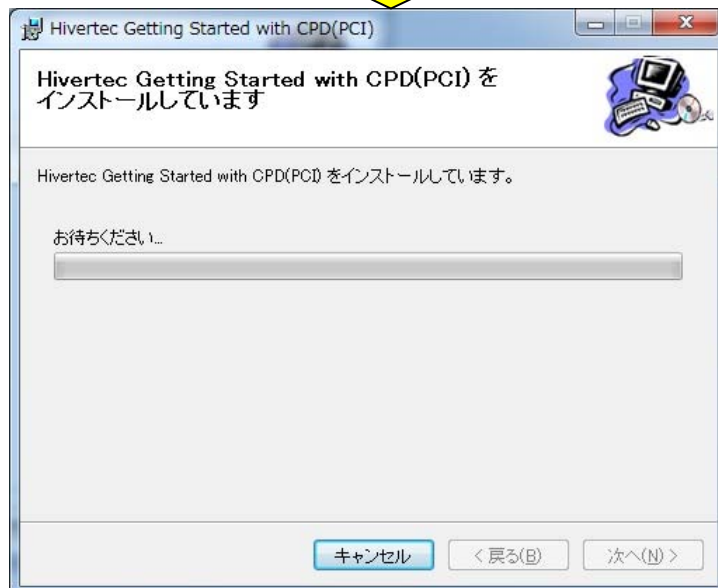 Hivertec Getting Started with CPD(PCI)
Hivertec Getting Started with CPD(PCI) を
インストールしています
Hivertec Getting Started with CPD(PCI) をインストールしています。
お待ちください...
キャンセル
< 戻る(B)
次へ(N) >